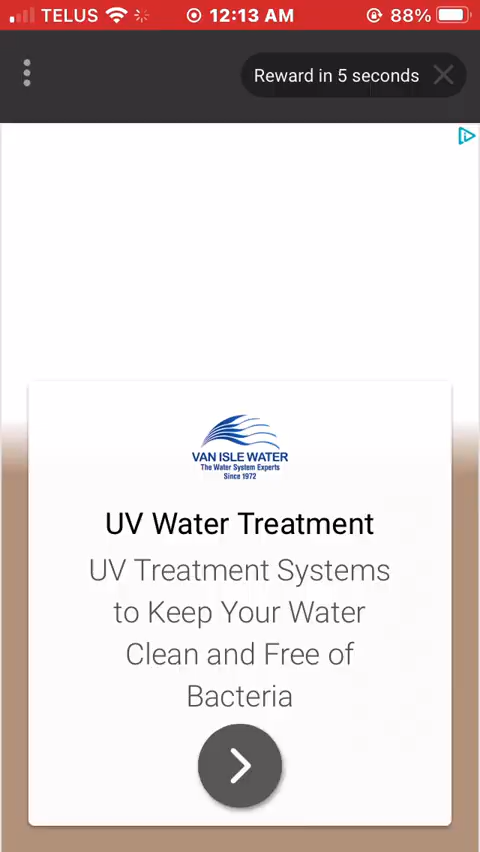 TELUS 12:13 AM 88%
Reward in 5 seconds
VAN ISLE WATER
The Water System Experts
Since 1972
UV Water Treatment
UV Treatment Systems
to Keep Your Water
Clean and Free of
Bacteria